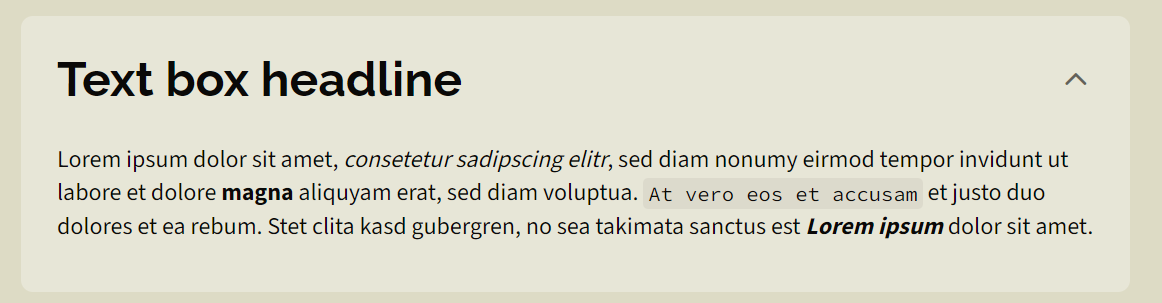 Text box headline
Lorem ipsum dolor sit amet, consetetur sadipscing elitr, sed diam nonumy eirmod tempor invidunt ut
labore et dolore magna aliquyam erat, sed diam voluptua. At vero eos et accusam et justo duo
dolores et ea rebum. Stet clita kasd gubergren, no sea takimata sanctus est Lorem ipsum dolor sit amet.